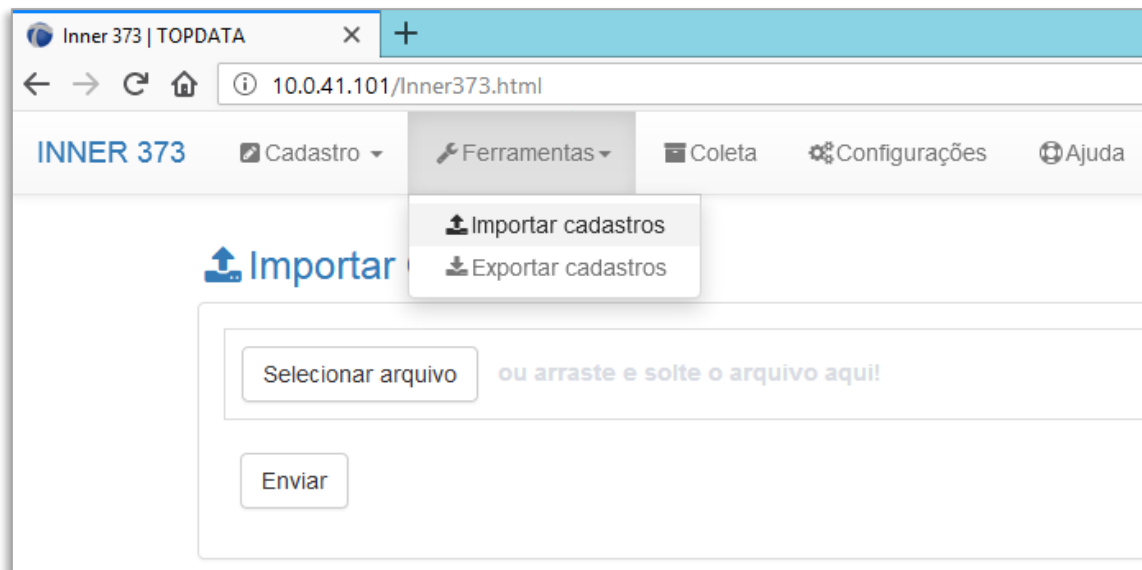 Inner 373 | TOPDATA
10.0.41.101/Inner373.html
INNER 373 Cadastro Ferramentas Coleta Configurações Ajuda
Importar cadastros
Importar
Exportar cadastros
Selecionar arquivo ou arraste e solte o arquivo aqui!
Enviar